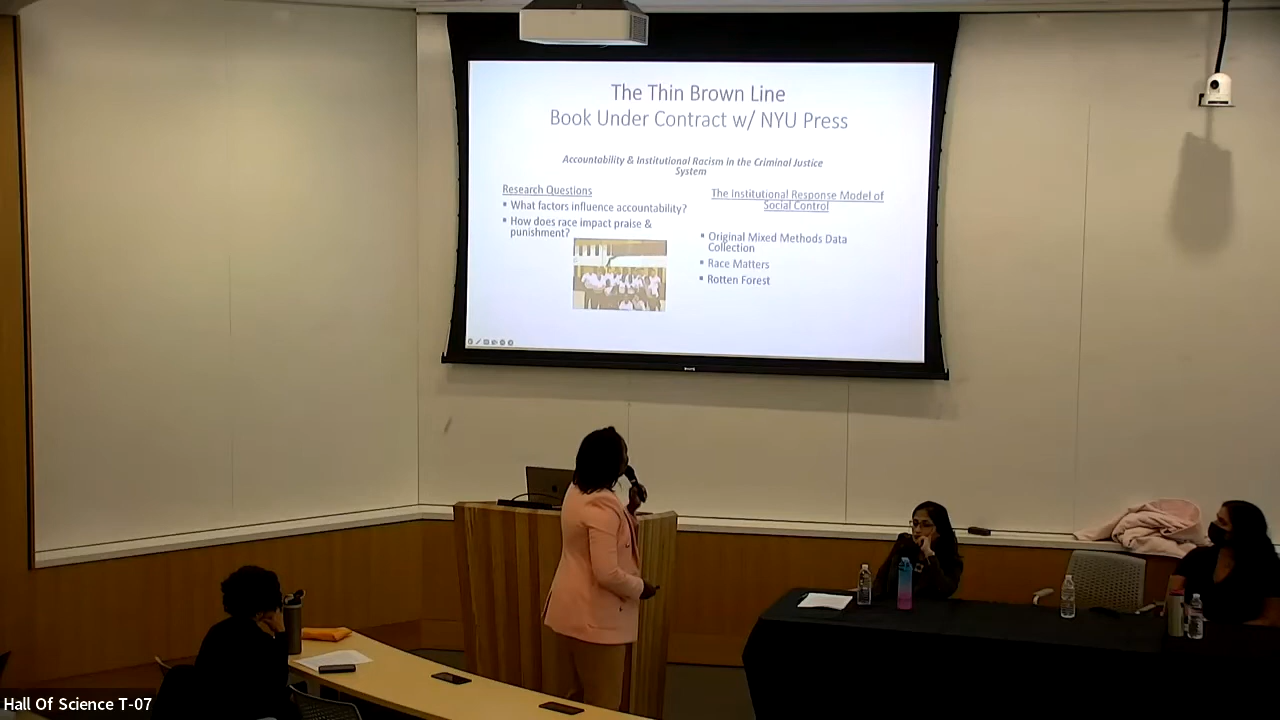 The Thin Brown Line
Book Under Contract w/ NYU Press
Accountability & Institutional Racism in the Criminal Justice
System
Research Questions
▪ What factors influence accountability?
▪ How does race impact praise &
punishment?
The Institutional Response Model of
Social Control
▪ Original Mixed Methods Data
Collection
▪ Race Matters
▪ Rotten Forest
Hall Of Science T-07